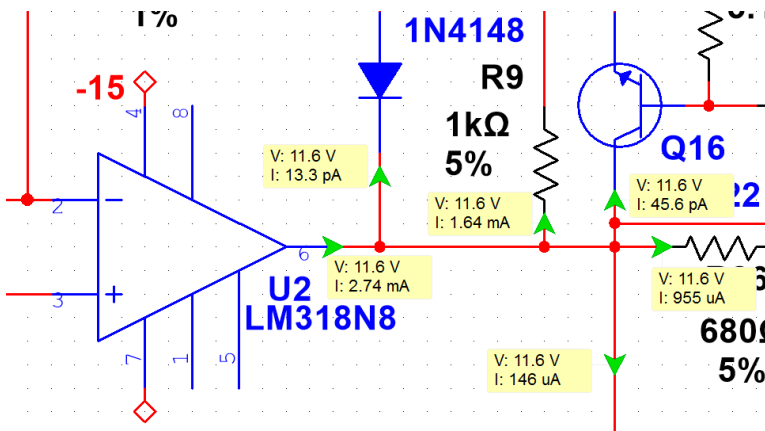 1%
1N4148
R9
-15
4
8
1kΩ
5%
Q16
V: 11.6 V
I: 13.3 pA
V: 11.6 V
I: 45.6 pA
22
V: 11.6 V
I: 1.64 mA
2
6
V: 11.6 V
I: 2.74 mA
V: 11.6 V
I: 955 uA
3
U2
LM318N8
680Ω
5%
7
1
5
V: 11.6 V
I: 146 uA